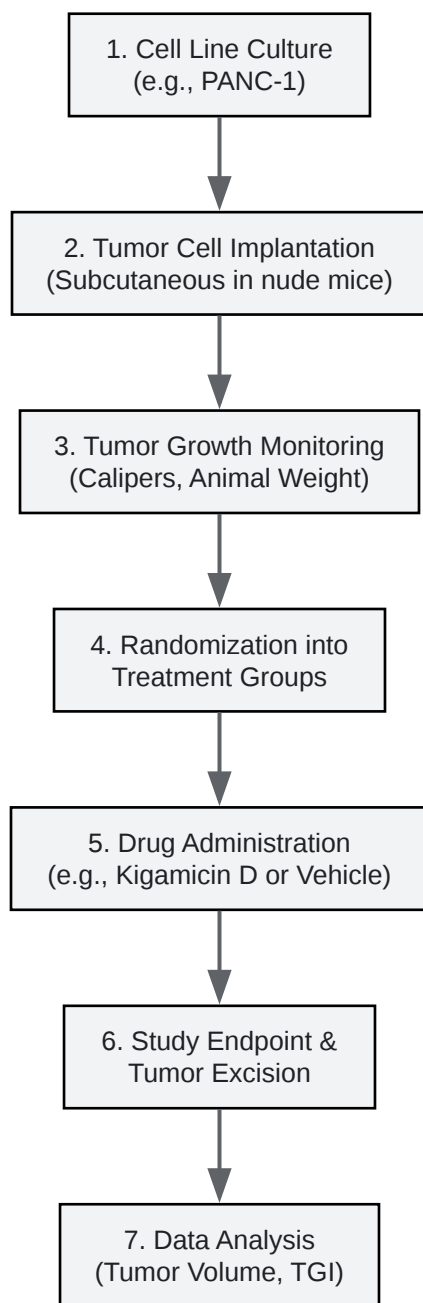 1. Cell Line Culture
(e.g., PANC-1)
2. Tumor Cell Implantation
(Subcutaneous in nude mice)
3. Tumor Growth Monitoring
(Calipers, Animal Weight)
4. Randomization into
Treatment Groups
5. Drug Administration
(e.g., Kigamicin D or Vehicle)
6. Study Endpoint &
Tumor Excision
7. Data Analysis
(Tumor Volume, TGI)